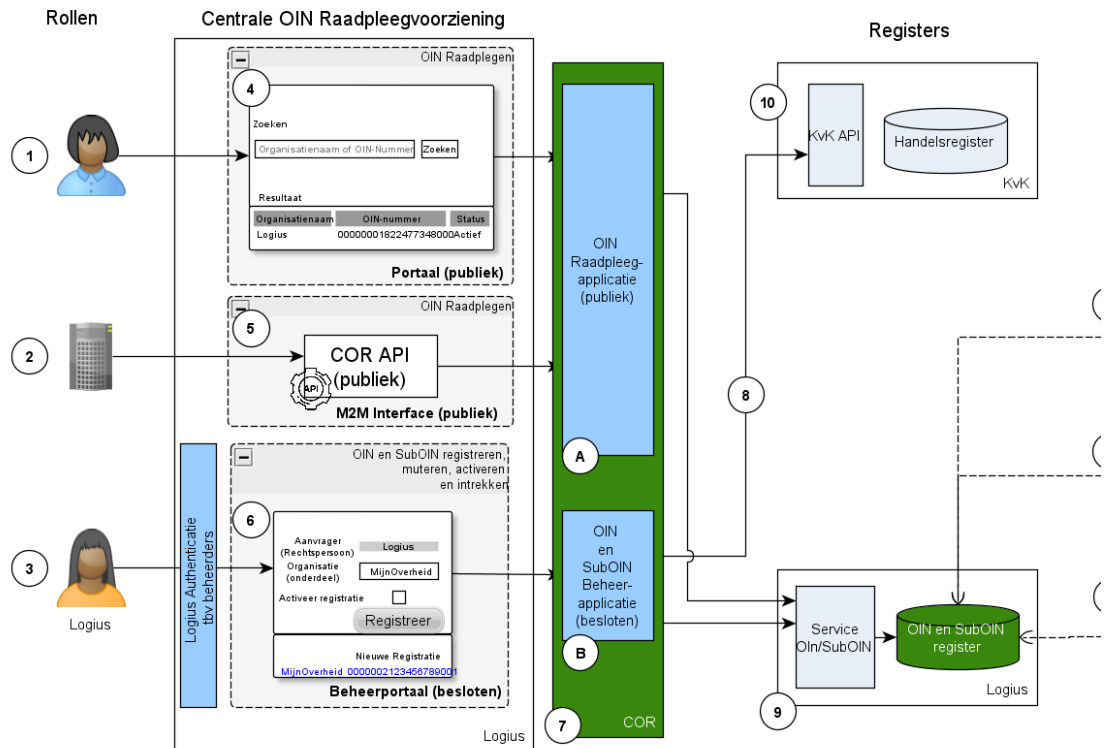 Rollen
Centrale OIN Raadpleegvoorziening
Registers
OIN Raadplegen
4
Zoeken
Organisatienaam of OIN-Nummer
Zoeken
Resultaat
Organisatienaam OIN-nummer Status
Logius 00000001822477348000 Actief
Portaal (publiek)
1
OIN Raadplegen
5
COR API
(publiek)
API
M2M Interface (publiek)
2
Logius Authenticatie
tbv beheerders
OIN en SubOIN registreren,
muteren, activeren
en intrekken
6
Aanvrager
(Rechtspersoon)
Logius
Organisatie
(onderdeel)
MijnOverheid
Activeer registratie
Registreer
Nieuwe Registratie
MijnOverheid 0000002123456789001
Beheerportaal (besloten)
3
Logius
Logius
OIN
Raadpleeg-
applicatie
(publiek)
A
OIN
en
SubOIN
Beheer-
applicatie
(besloten)
B
7
COR
8
10
KvK API
Handelsregister
KvK
Service
OIn/SubOIN
OIN en SubOIN
register
9
Logius